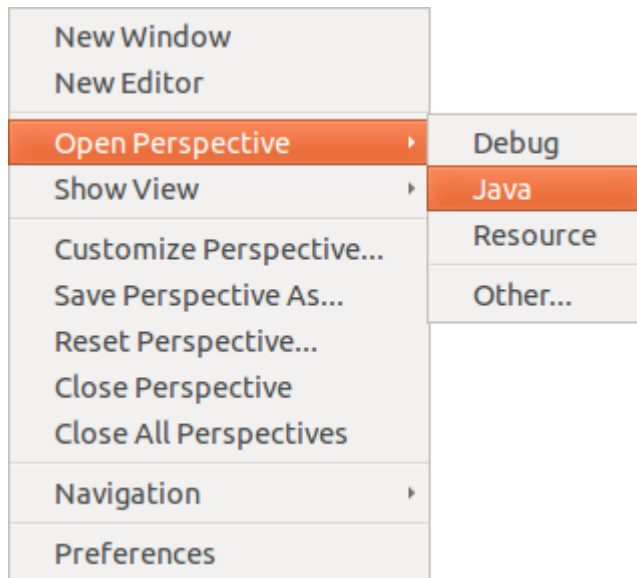 New Window
New Editor
Open Perspective
Show View
Customize Perspective...
Save Perspective As...
Reset Perspective...
Close Perspective
Close All Perspectives
Navigation
Preferences
Debug
Java
Resource
Other...